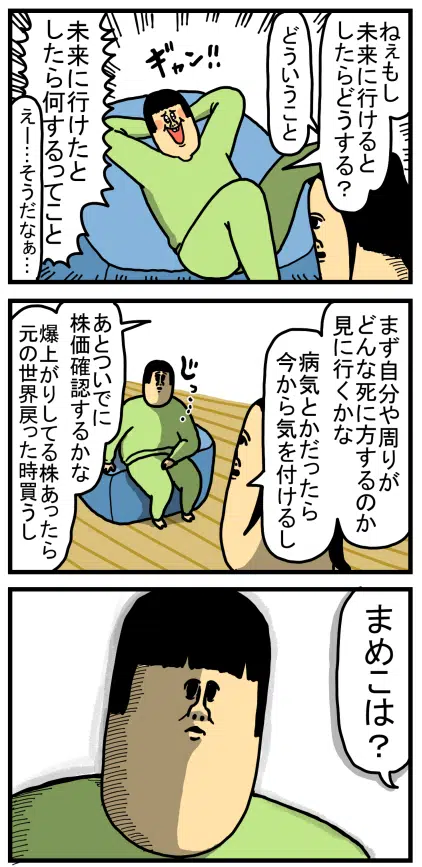 ねぇもし
未来に行けると
したらどうする？
どういうこと
ギャン!!
未来に行けたと
したら何するってこと
えー…そうだなぁ…
まず自分や周りが
どんな死に方するのか
見に行くかな
病気とかだったら
今から気を付けるし
じっ……
あとついでに
株価確認するかな
爆上がりしてる株あったら
元の世界戻った時買うし
まめこは？